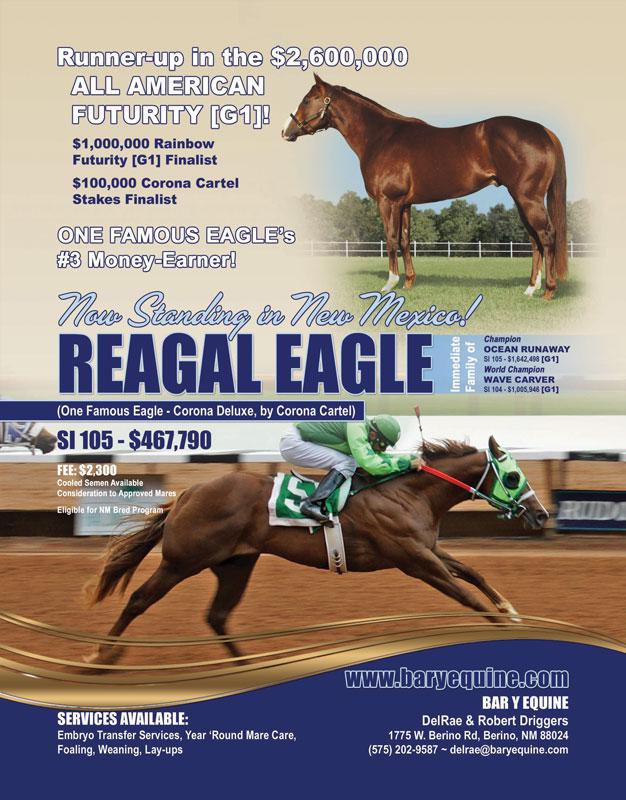 Runner-up in the $2,600,000
ALL AMERICAN
FUTURITY [G1]!
$1,000,000 Rainbow
Futurity [G1] Finalist
$100,000 Corona Cartel
Stakes Finalist
ONE FAMOUS EAGLE's
#3 Money-Earner!
Now Standing in New Mexico!
REAGAL EAGLE
Immediate
Family of
Champion
OCEAN RUNAWAY
SI 105 - $1,642,498 [G1]
World Champion
WAVE CARVER
SI 104 - $1,005,946 [G1]
(One Famous Eagle - Corona Deluxe, by Corona Cartel)
SI 105 - $467,790
FEE: $2,300
Cooled Semen Available
Consideration to Approved Mares
Eligible for NM Bred Program
www.baryequine.com
BAR Y EQUINE
DelRae & Robert Driggers
1775 W. Berino Rd, Berino, NM 88024
(575) 202-9587 ~ delrae@baryequine.com
SERVICES AVAILABLE:
Embryo Transfer Services, Year ‘Round Mare Care,
Foaling, Weaning, Lay-ups